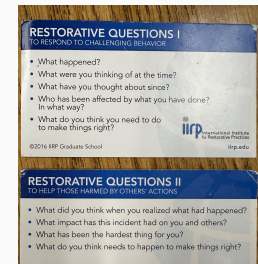 RESTORATIVE QUESTIONS I
TO RESPOND TO CHALLENGING BEHAVIOR
• What happened?
• What were you thinking of at the time?
• What have you thought about since?
• Who has been affected by what you have done?
In what way?
• What do you think you need to do
to make things right?
iirp International Institute
for Restorative Practices
©2016 IIRP Graduate School
iirp.edu
RESTORATIVE QUESTIONS II
TO HELP THOSE HARMED BY OTHERS' ACTIONS
• What did you think when you realized what had happened?
• What impact has this incident had on you and others?
• What has been the hardest thing for you?
• What do you think needs to happen to make things right?